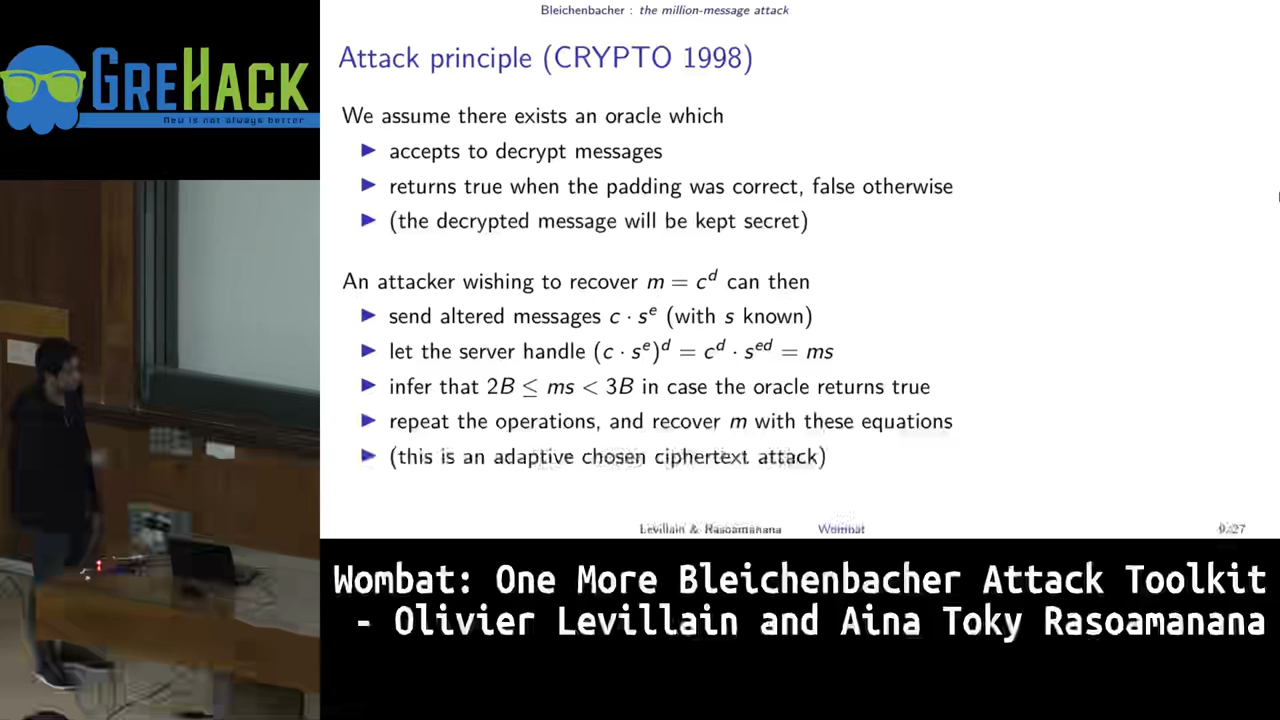 Bleichenbacher : the million-message attack
GREHACK
New is not always better
Attack principle (CRYPTO 1998)
We assume there exists an oracle which
▶ accepts to decrypt messages
▶ returns true when the padding was correct, false otherwise
▶ (the decrypted message will be kept secret)
An attacker wishing to recover m = c^d can then
▶ send altered messages c · s^e (with s known)
▶ let the server handle (c · s^e)^d = c^d · s^ed = ms
▶ infer that 2B ≤ ms < 3B in case the oracle returns true
▶ repeat the operations, and recover m with these equations
▶ (this is an adaptive chosen ciphertext attack)
Levillain & Rasoamanana Wombat 9/27
Wombat: One More Bleichenbacher Attack Toolkit
- Olivier Levillain and Aina Toky Rasoamanana